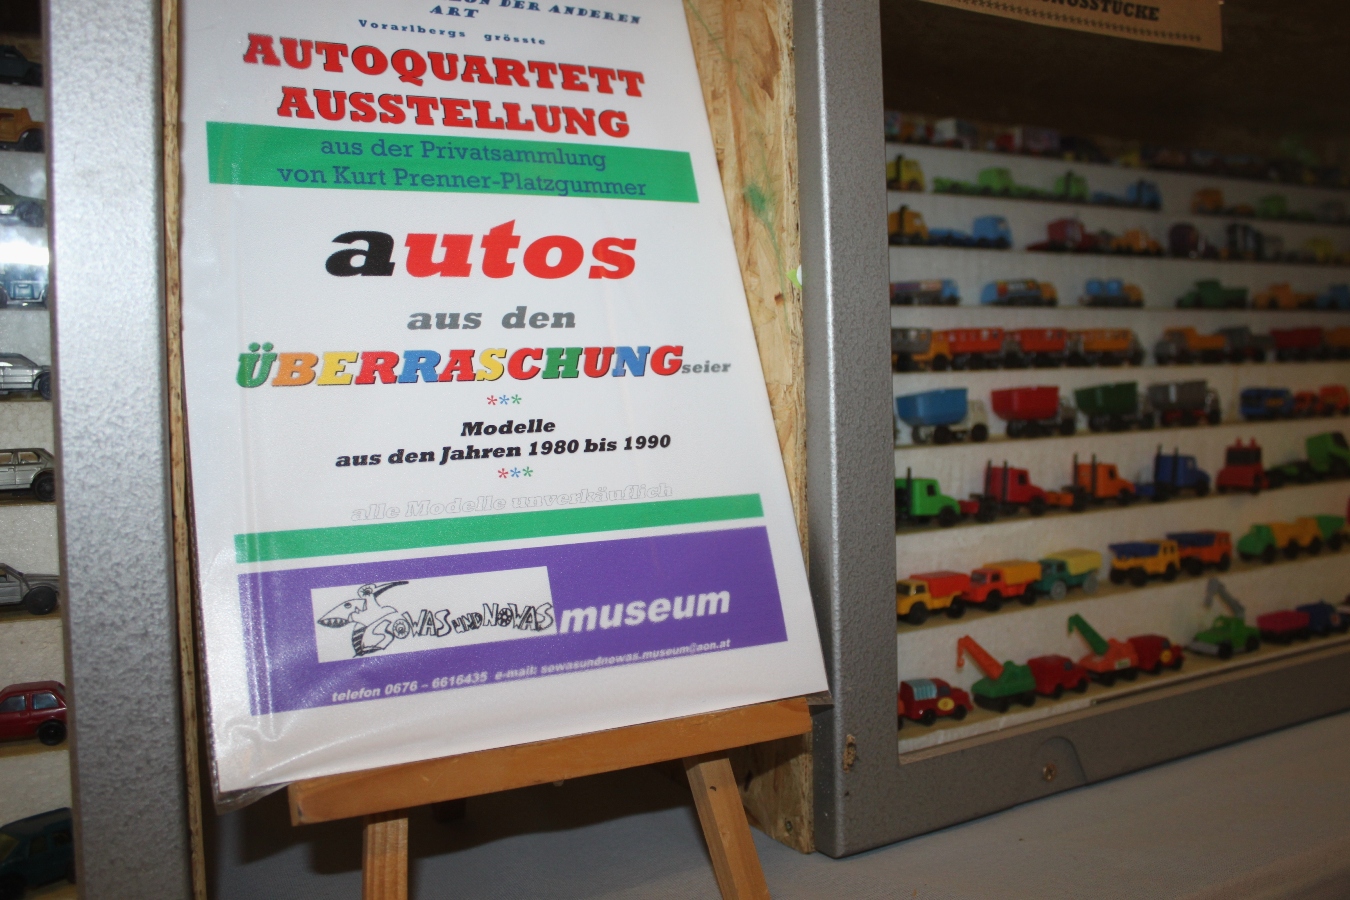 DER ANDEREN
ART
Vorarlbergs grösste
AUTOQUARTETT
AUSSTELLUNG
aus der Privatsammlung
von Kurt Prenner-Platzgummer
autos
aus den
ÜBERRASCHUNGseier
***
Modelle
aus den Jahren 1980 bis 1990
***
alle Modelle unverkäuflich
SOWAS UND NOWAS museum
telefon 0676 – 6616435 e-mail: sowasundnowas.museum@aon.at